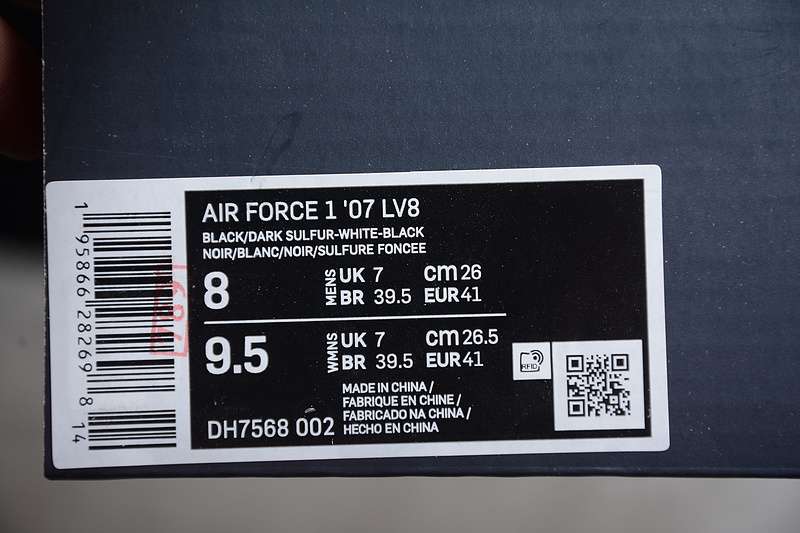 AIR FORCE 1 '07 LV8
BLACK/DARK SULFUR-WHITE-BLACK
NOIR/BLANC/NOIR/SULFURE FONCEE
8 MENS UK 7 cm 26
BR 39.5 EUR 41
9.5 WMNS UK 7 cm 26.5
BR 39.5 EUR 41
RFID
MADE IN CHINA /
FABRIQUE EN CHINE /
FABRICADO NA CHINA /
HECHO EN CHINA
DH7568 002
1 95866 28269 8 14